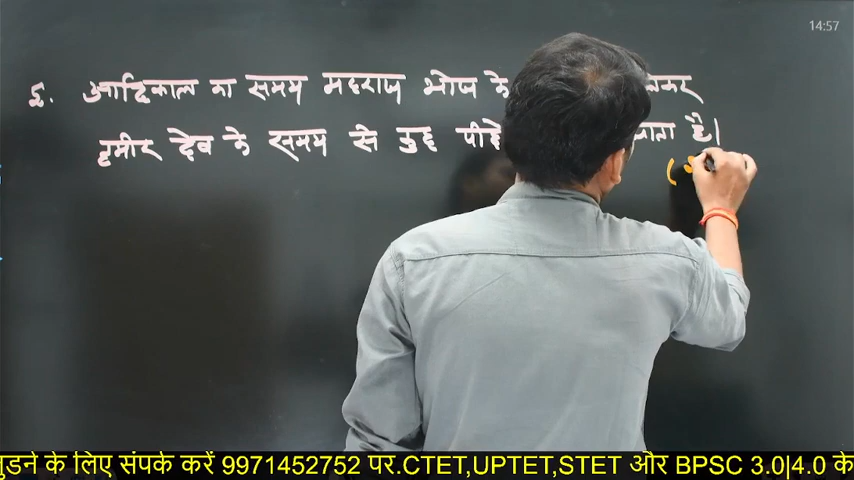 14:57
ई. आदिकाल का समय महाराज भोज के
हमीर देव के समय से कुछ पीछे है।
(
जुडने के लिए संपर्क करें 9971452752 पर.CTET,UPTET,STET और BPSC 3.0|4.0 के